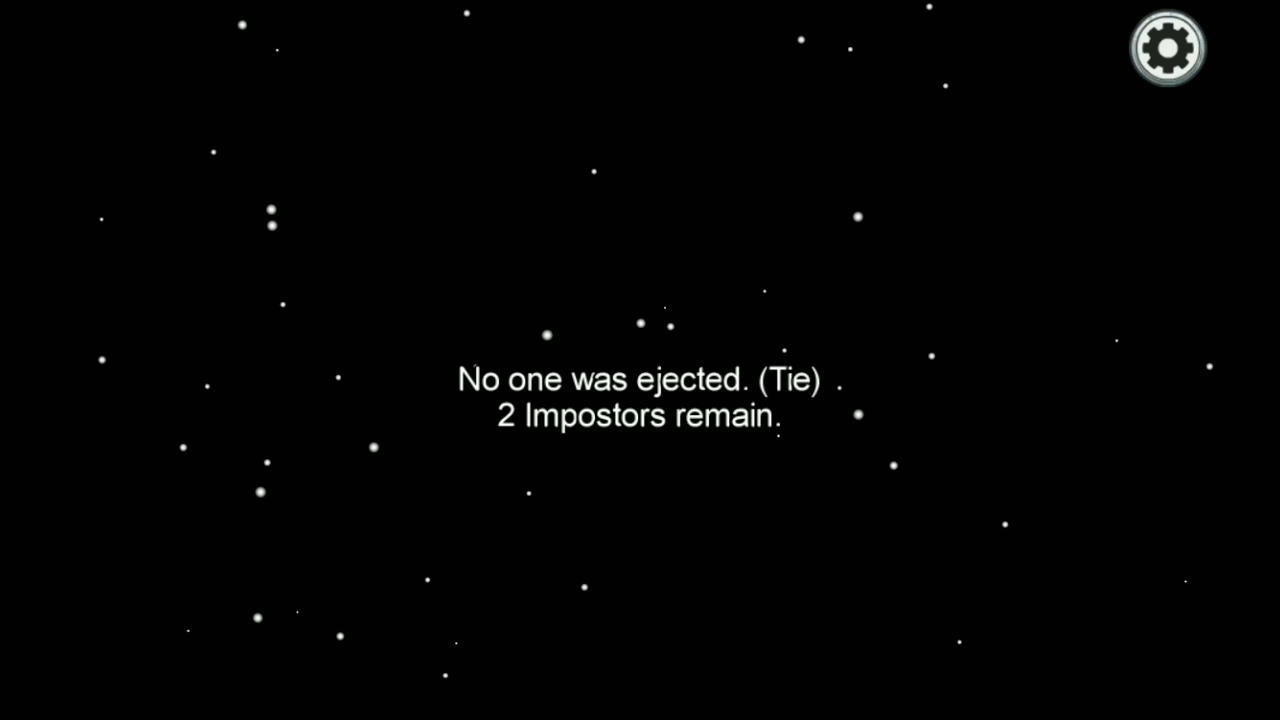 No one was ejected. (Tie)
2 Impostors remain.